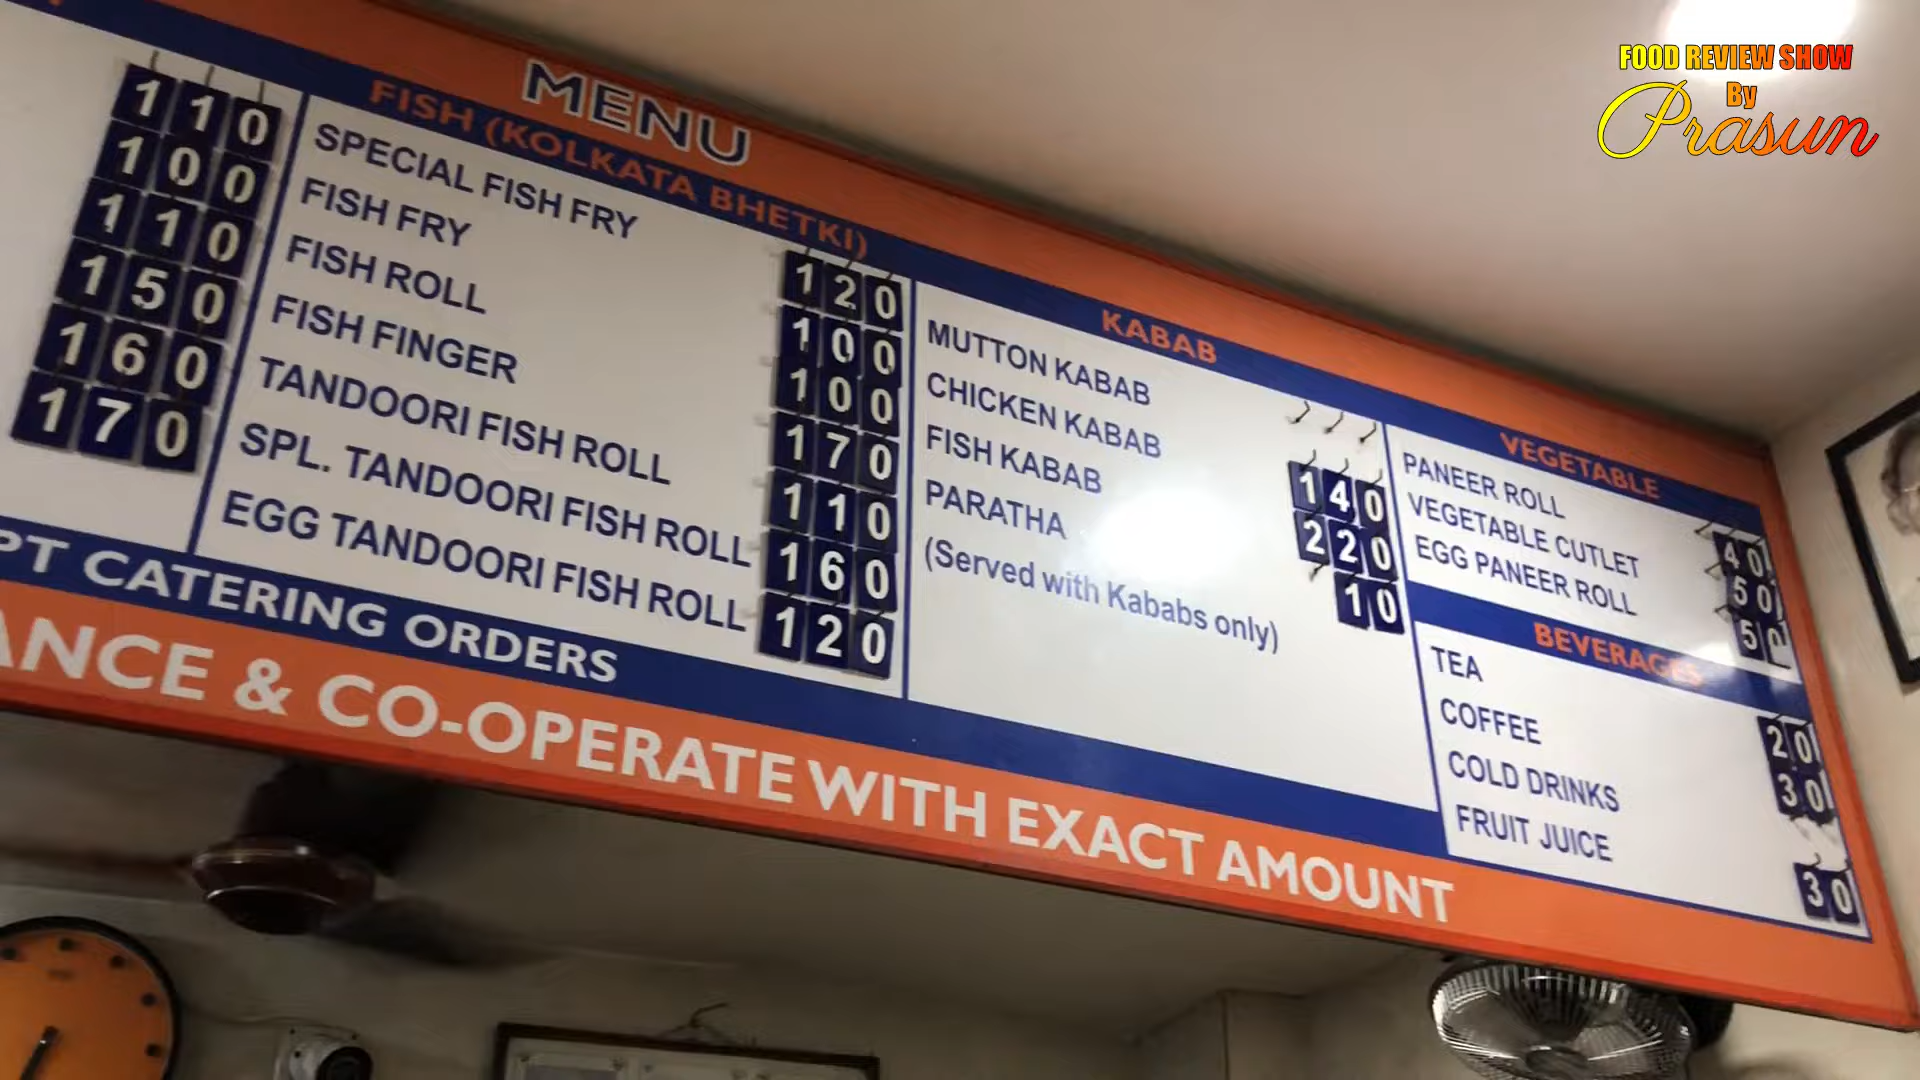 FOOD REVIEW SHOW
By
Prasun
MENU
110
100
110
150
160
170
FISH (KOLKATA BHETKI)
SPECIAL FISH FRY 120
FISH FRY 100
FISH ROLL 100
FISH FINGER 170
TANDOORI FISH ROLL 110
SPL. TANDOORI FISH ROLL 160
EGG TANDOORI FISH ROLL 120
KABAB
MUTTON KABAB
CHICKEN KABAB 140
FISH KABAB 220
PARATHA 10
(Served with Kababs only)
VEGETABLE
PANEER ROLL 40
VEGETABLE CUTLET 50
EGG PANEER ROLL 50
BEVERAGES
TEA 20
COFFEE 30
COLD DRINKS
FRUIT JUICE 30
CATERING ORDERS
& CO-OPERATE WITH EXACT AMOUNT